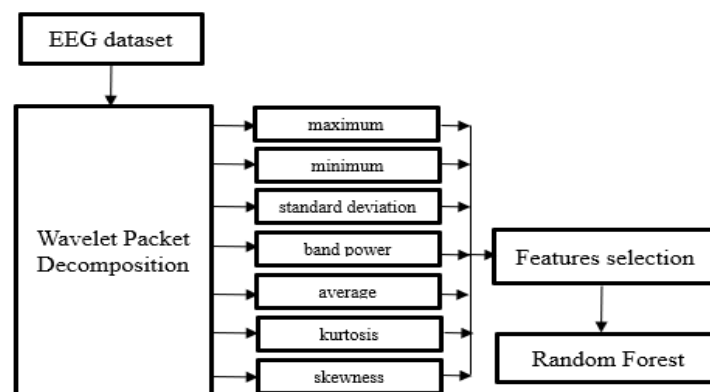 EEG dataset
Wavelet Packet
Decomposition
maximum
minimum
standard deviation
band power
average
kurtosis
skewness
Features selection
Random Forest